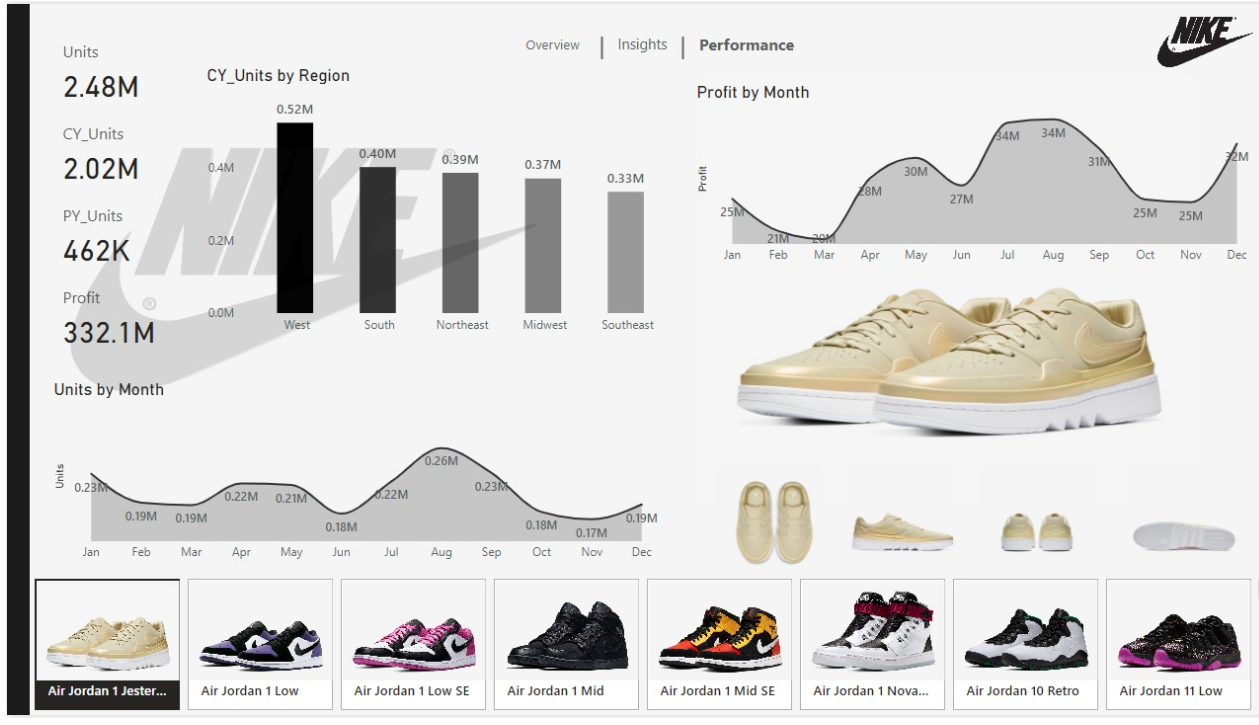 Overview | Insights | Performance
NIKE
Units
2.48M
CY_Units
2.02M
PY_Units
462K
Profit
332.1M
CY_Units by Region
0.52M
0.40M
0.39M
0.37M
0.33M
0.4M
0.2M
0.0M
West South Northeast Midwest Southeast
NIKE ®
®
Profit by Month
Profit
25M 21M 20M 28M 30M 27M 34M 34M 31M 25M 25M 32M
Jan Feb Mar Apr May Jun Jul Aug Sep Oct Nov Dec
Units by Month
Units
0.23M 0.19M 0.19M 0.22M 0.21M 0.18M 0.22M 0.26M 0.23M 0.18M 0.17M 0.19M
Jan Feb Mar Apr May Jun Jul Aug Sep Oct Nov Dec
Air Jordan 1 Jester...
Air Jordan 1 Low
Air Jordan 1 Low SE
Air Jordan 1 Mid
Air Jordan 1 Mid SE
Air Jordan 1 Nova...
Air Jordan 10 Retro
Air Jordan 11 Low